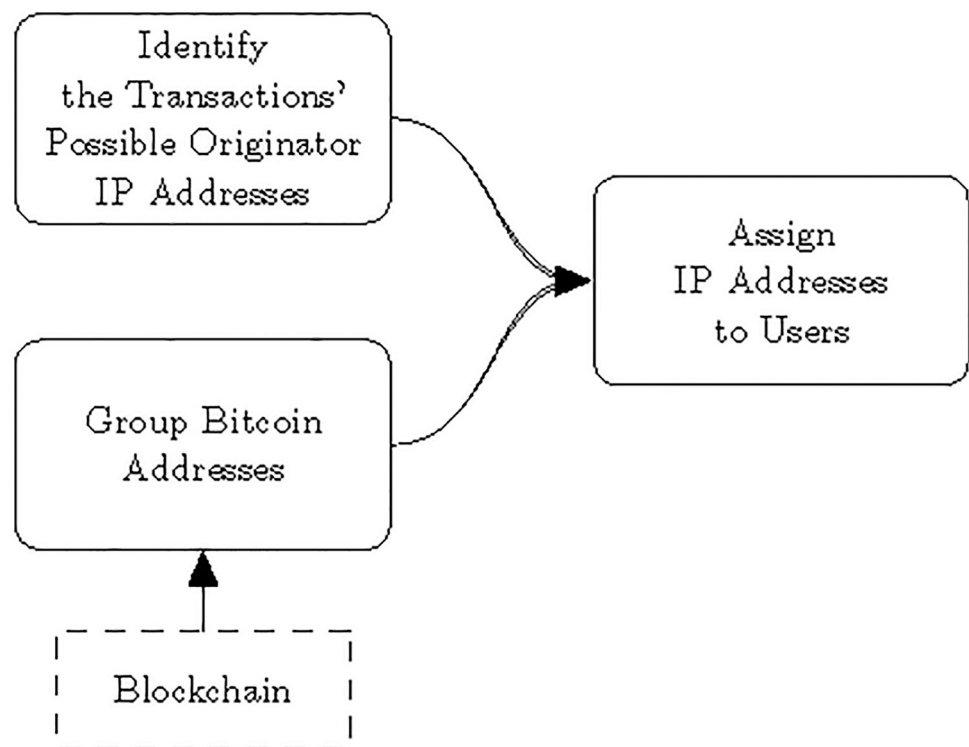 Identify
the Transactions’
Possible Originator
IP Addresses
Assign
IP Addresses
to Users
Group Bitcoin
Addresses
Blockchain